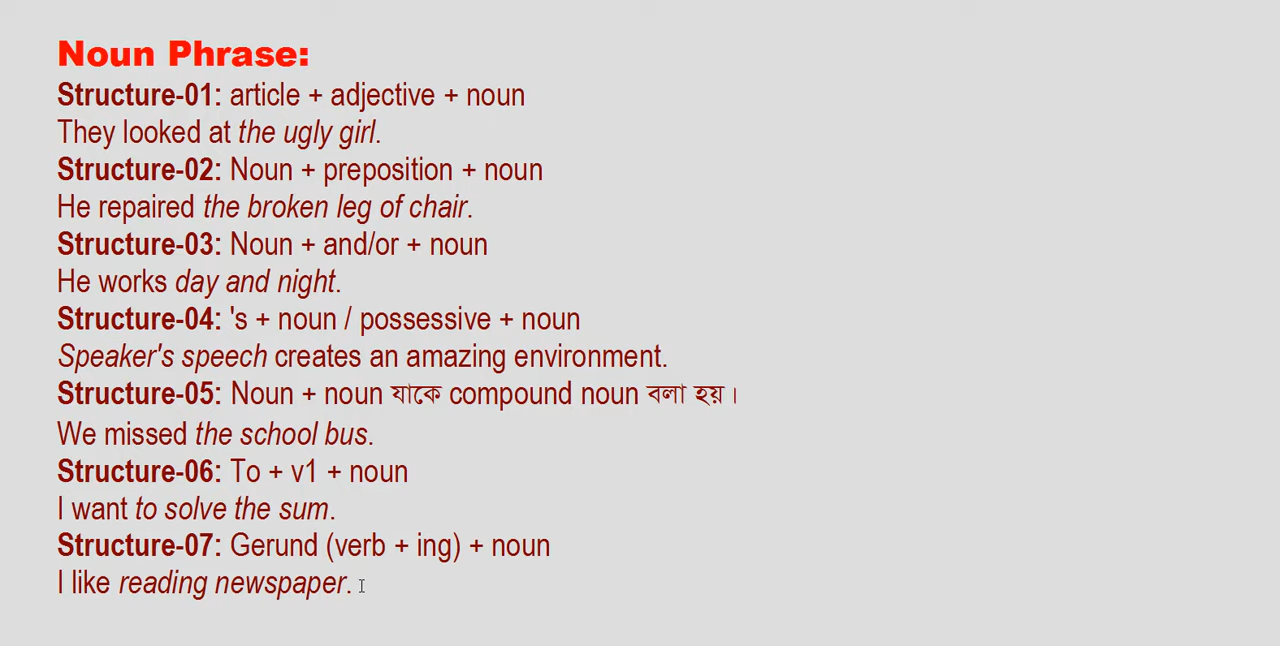 Noun Phrase:
Structure-01: article + adjective + noun
They looked at the ugly girl.
Structure-02: Noun + preposition + noun
He repaired the broken leg of chair.
Structure-03: Noun + and/or + noun
He works day and night.
Structure-04: 's + noun / possessive + noun
Speaker's speech creates an amazing environment.
Structure-05: Noun + noun যাকে compound noun বলা হয়।
We missed the school bus.
Structure-06: To + v1 + noun
I want to solve the sum.
Structure-07: Gerund (verb + ing) + noun
I like reading newspaper.